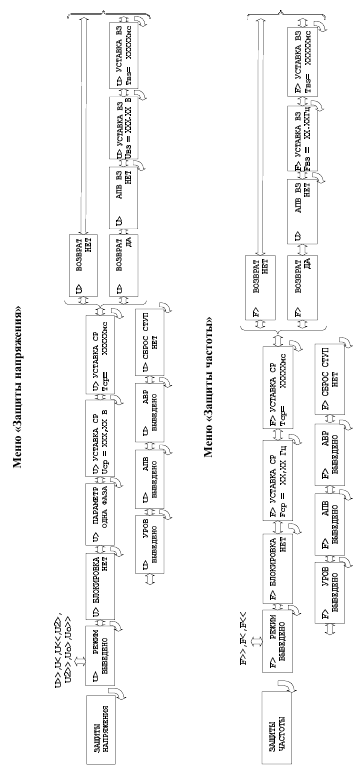 Меню «Защиты напряжения»
U>>,U<,U<<,U2>,
U2>>,Uo>,Uo>>
ЗАЩИТЫ
НАПРЯЖЕНИЯ
U> РЕЖИМ
ВЫВЕДЕНО
U> БЛОКИРОВКА
НЕТ
U> ПАРАМЕТР
ОДНА ФАЗА
U> УСТАВКА СР
Uср = XXX,XX В
U> УСТАВКА СР
Tср= XXXXXмс
U> ВОЗВРАТ
НЕТ
U> ВОЗВРАТ
ДА
U> АПВ ВЗ
НЕТ
U> УСТАВКА ВЗ
Uвз = XXX.XX В
U> УСТАВКА ВЗ
Tвз= XXXXXмс
U> УРОВ
ВЫВЕДЕНО
U> АПВ
ВЫВЕДЕНО
U> АВР
ВЫВЕДЕНО
U> СБРОС СТУП
НЕТ
Меню «Защиты частоты»
F>>,F<,F<<
ЗАЩИТЫ
ЧАСТОТЫ
F> РЕЖИМ
ВЫВЕДЕНО
F> БЛОКИРОВКА
НЕТ
F> УСТАВКА СР
Fср = XX,XX Гц
F> УСТАВКА СР
Tср= XXXXXмс
F> ВОЗВРАТ
НЕТ
F> ВОЗВРАТ
ДА
U> АПВ ВЗ
НЕТ
F> УСТАВКА ВЗ
Fвз = XX.XXГц
F> УСТАВКА ВЗ
Tвз= XXXXXмс
F> УРОВ
ВЫВЕДЕНО
F> АПВ
ВЫВЕДЕНО
F> АВР
ВЫВЕДЕНО
F> СБРОС СТУП
НЕТ